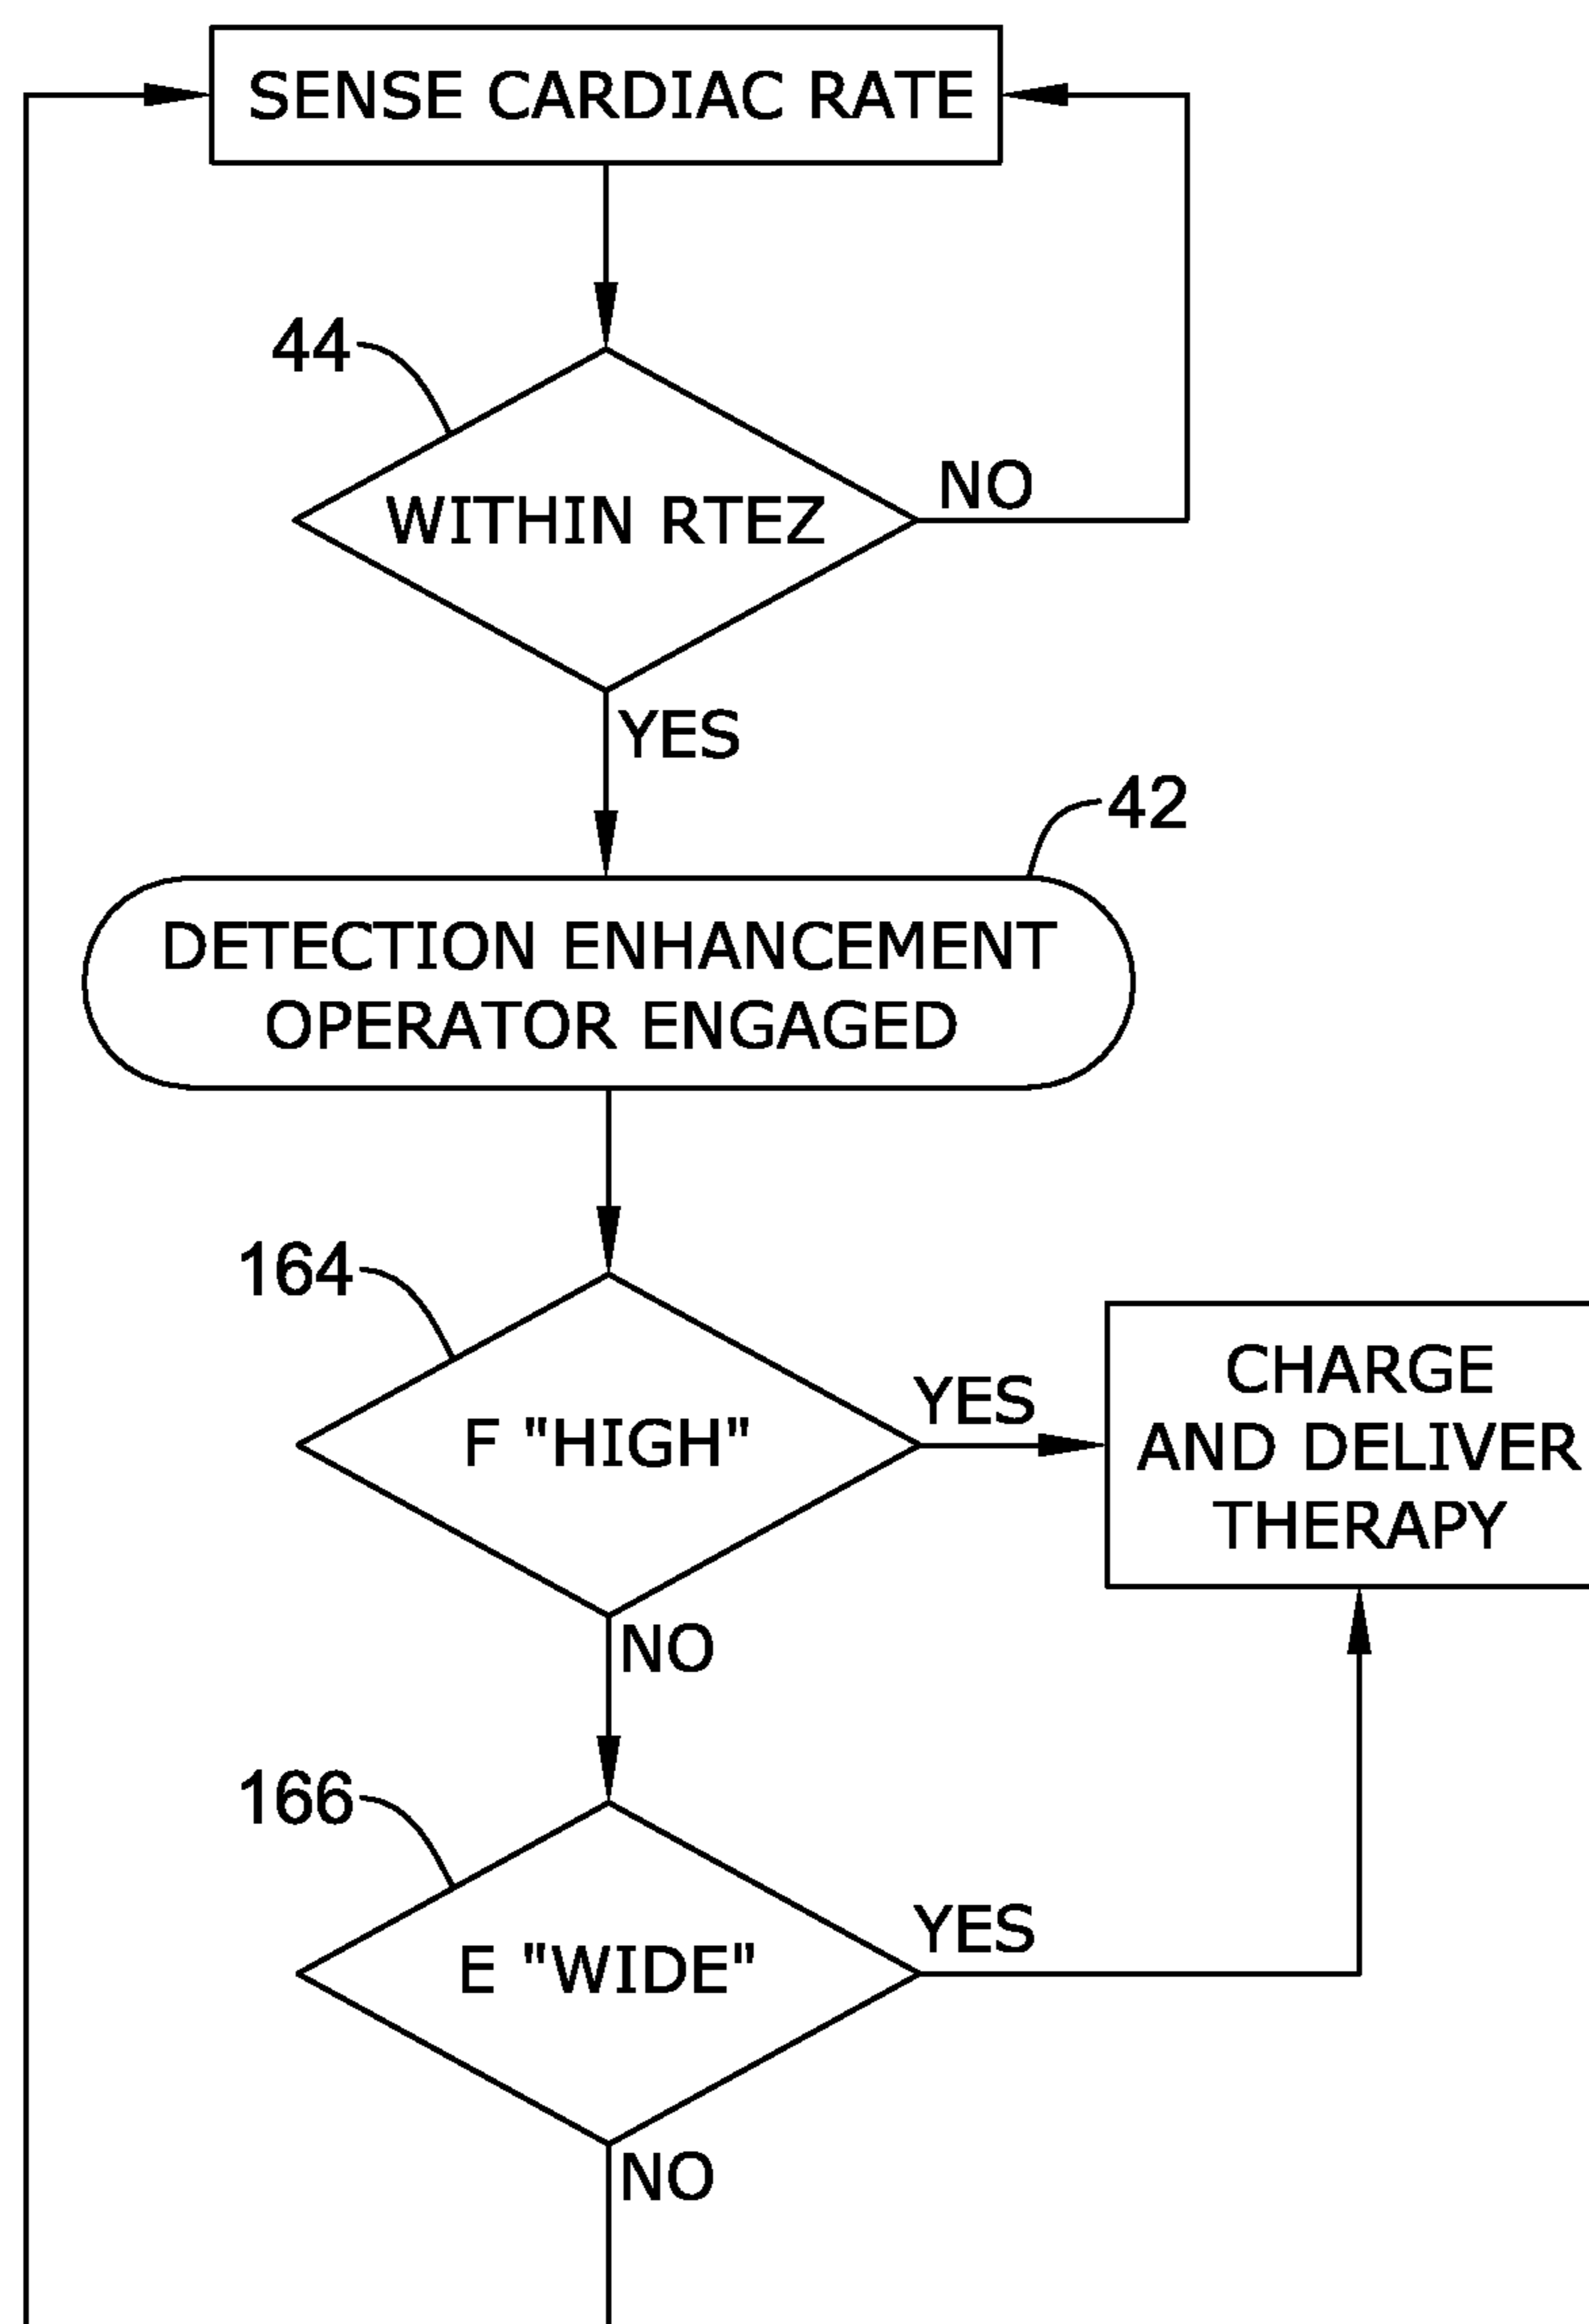 SENSE CARDIAC RATE
44
WITHIN RTEZ
NO
YES
42
DETECTION ENHANCEMENT
OPERATOR ENGAGED
164
F "HIGH"
YES
CHARGE
AND DELIVER
THERAPY
NO
166
E "WIDE"
YES
NO